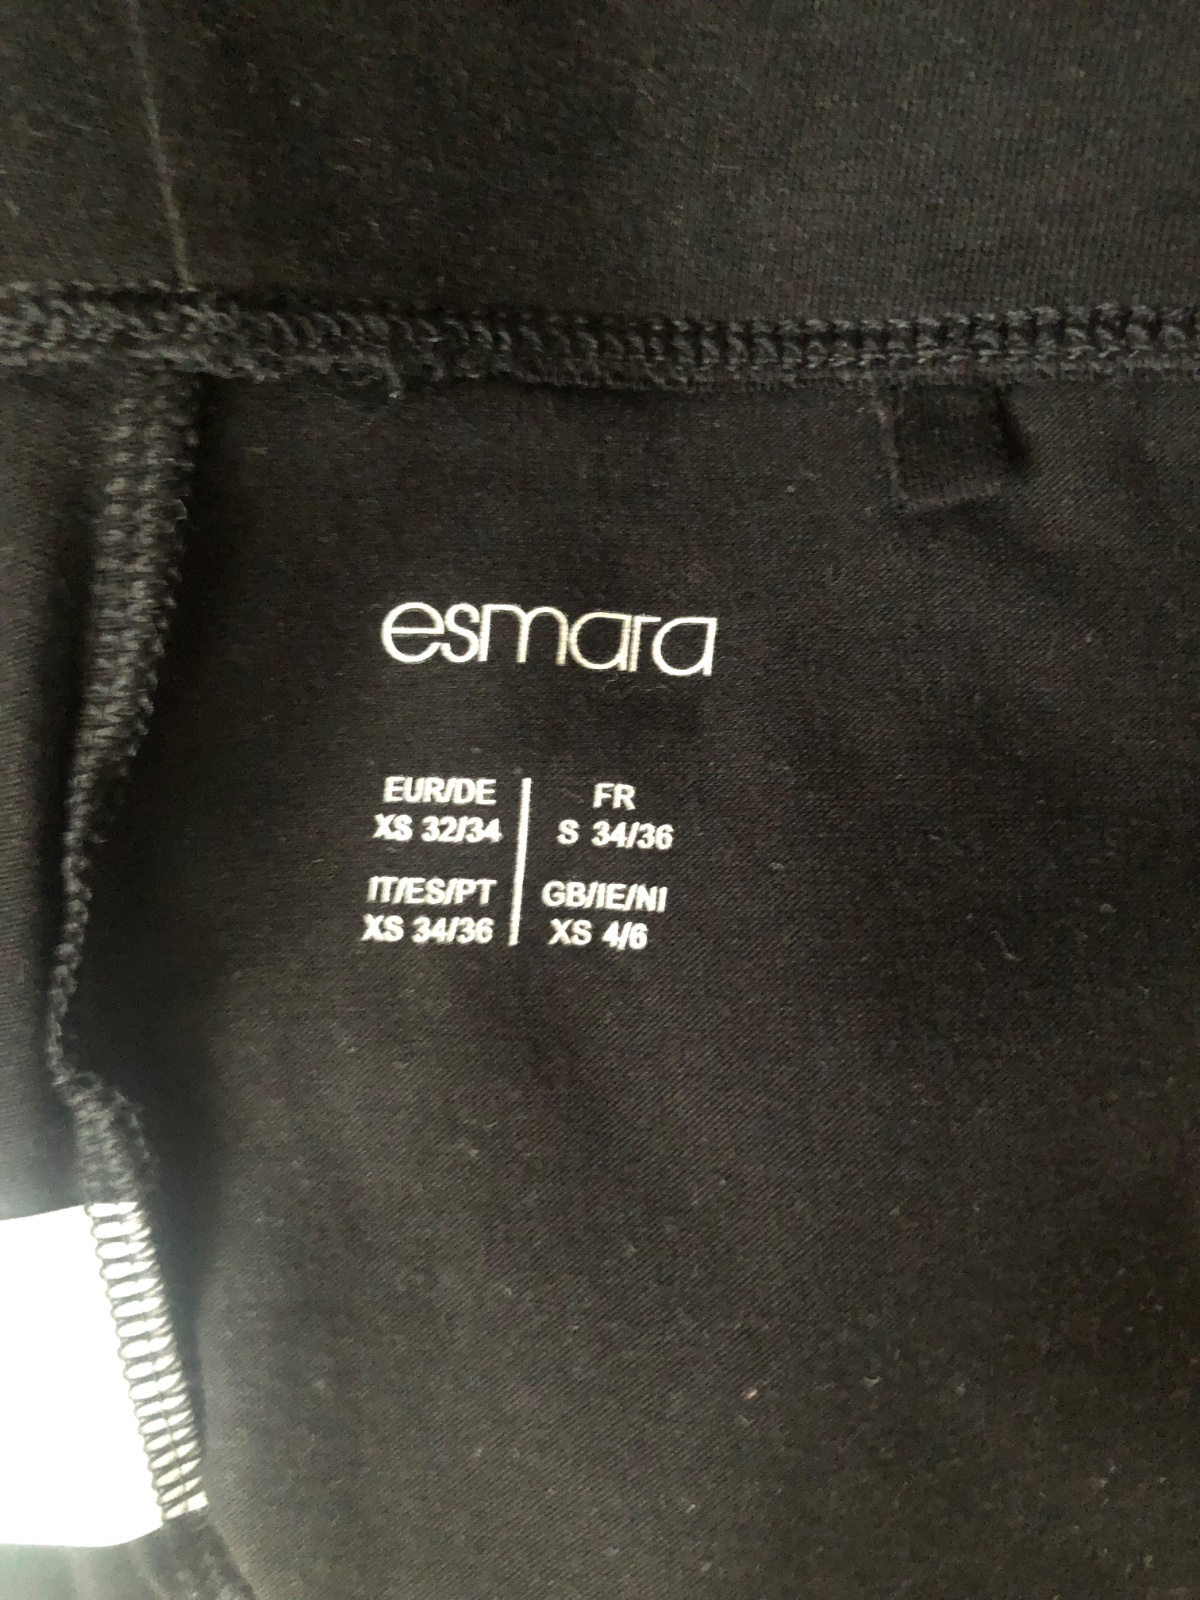 esmara
EUR/DE
XS 32/34
FR
S 34/36
IT/ES/PT
XS 34/36
GB/IE/NI
XS 4/6